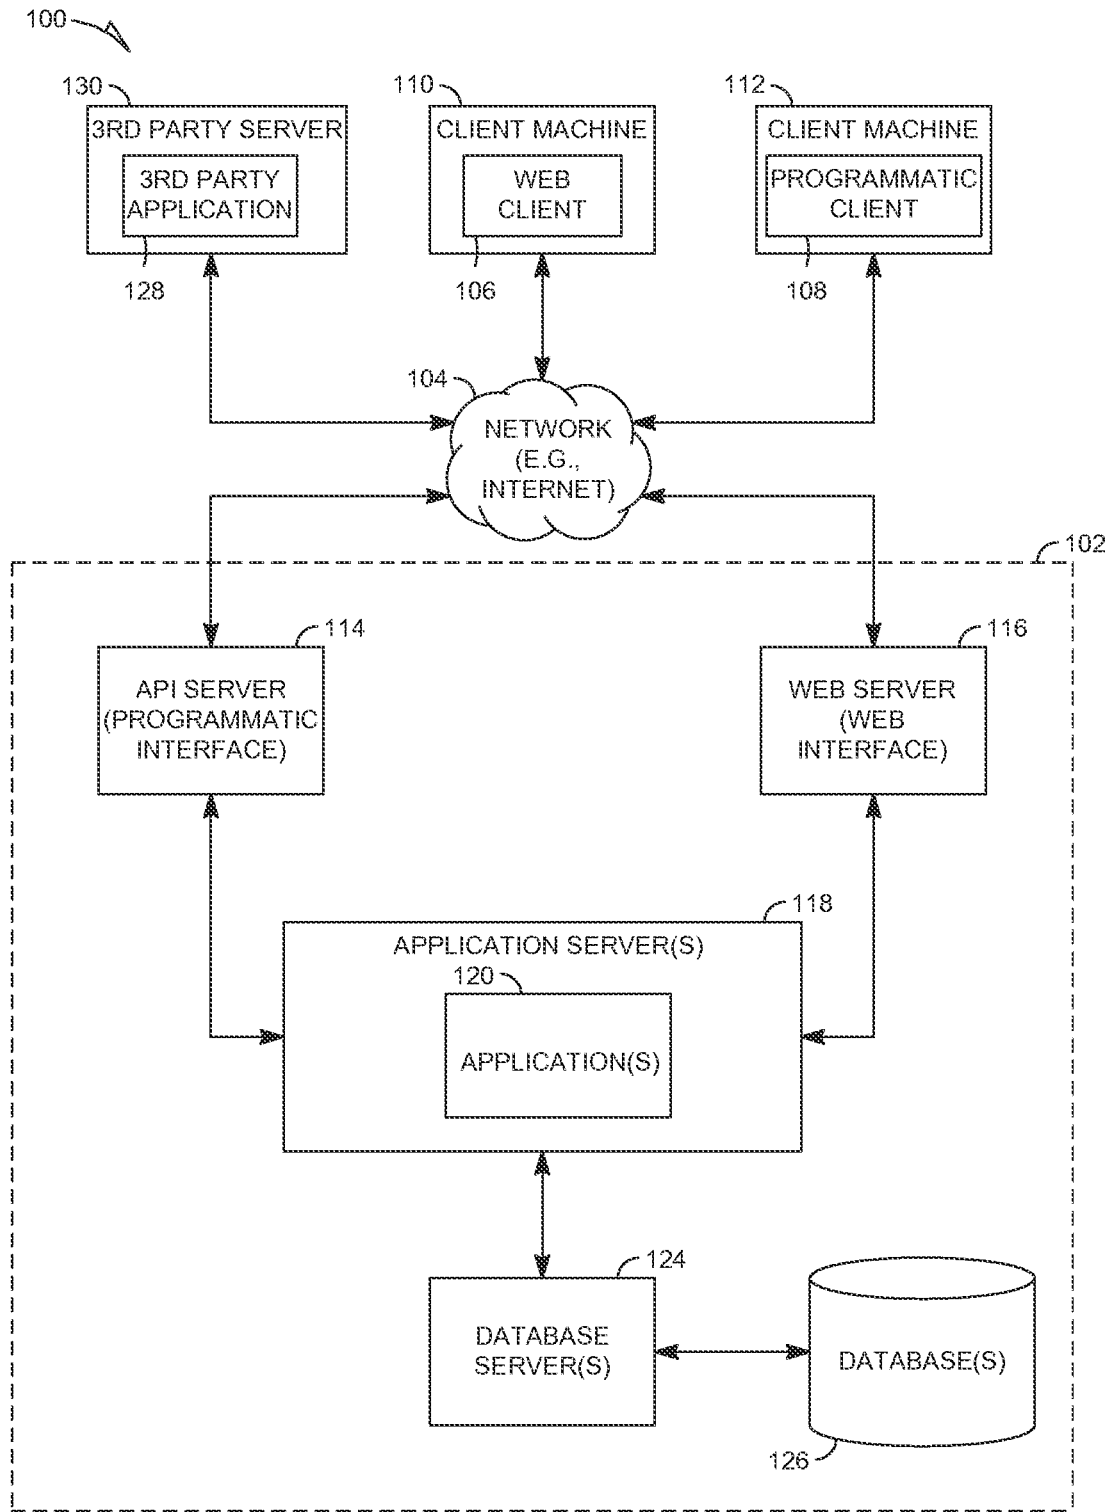 100
130
110
112
3RD PARTY SERVER
3RD PARTY
APPLICATION
CLIENT MACHINE
WEB
CLIENT
CLIENT MACHINE
PROGRAMMATIC
CLIENT
128
106
108
104
NETWORK
(E.G.,
INTERNET)
102
114
116
API SERVER
(PROGRAMMATIC
INTERFACE)
WEB SERVER
(WEB
INTERFACE)
118
APPLICATION SERVER(S)
120
APPLICATION(S)
124
DATABASE
SERVER(S)
DATABASE(S)
126